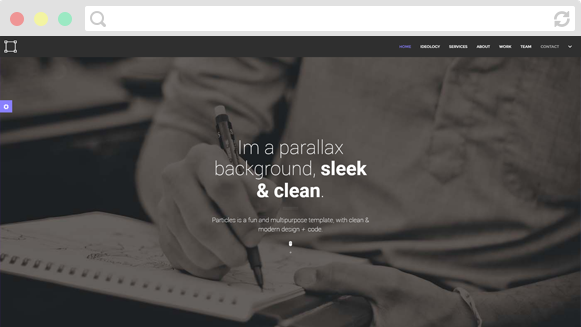 HOME IDEOLOGY SERVICES ABOUT WORK TEAM CONTACT
Im a parallax
background, sleek
& clean.
Particles is a fun and multipurpose template, with clean &
modern design + code.